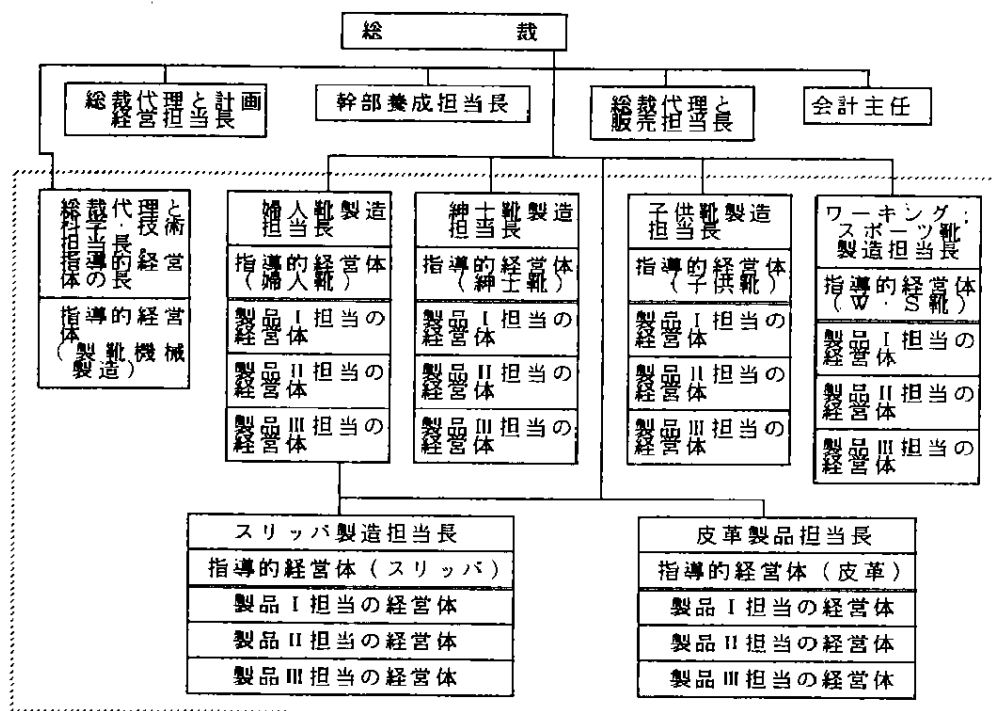 総裁
総裁代理と計画
経営担当長
幹部養成担当長
総裁代理と
販売担当長
会計主任
総裁代理と
科学・技術
担当長&
指導的経営
体の長
指導的経営
体
(製靴機械
製造)
婦人靴製造
担当長
指導的経営体
(婦人靴)
製品I担当の
経営体
製品II担当の
経営体
製品III担当の
経営体
紳士靴製造
担当長
指導的経営体
(紳士靴)
製品I担当の
経営体
製品II担当の
経営体
製品III担当の
経営体
子供靴製造
担当長
指導的経営体
(子供靴)
製品I担当の
経営体
製品II担当の
経営体
製品III担当の
経営体
ワーキング・
スポーツ靴
製造担当長
指導的経営体
(W・S靴)
製品I担当の
経営体
製品II担当の
経営体
製品III担当の
経営体
スリッパ製造担当長
指導的経営体(スリッパ)
製品I担当の経営体
製品II担当の経営体
製品III担当の経営体
皮革製品担当長
指導的経営体(皮革)
製品I担当の経営体
製品II担当の経営体
製品III担当の経営体